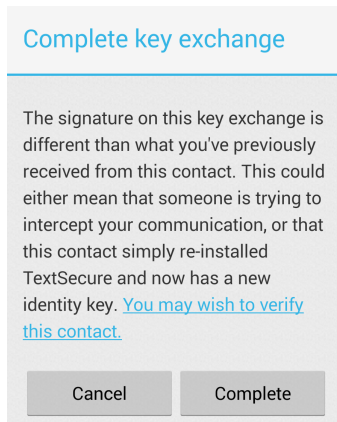 Complete key exchange
The signature on this key exchange is
different than what you've previously
received from this contact. This could
either mean that someone is trying to
intercept your communication, or that
this contact simply re-installed
TextSecure and now has a new
identity key. You may wish to verify
this contact.
Cancel Complete